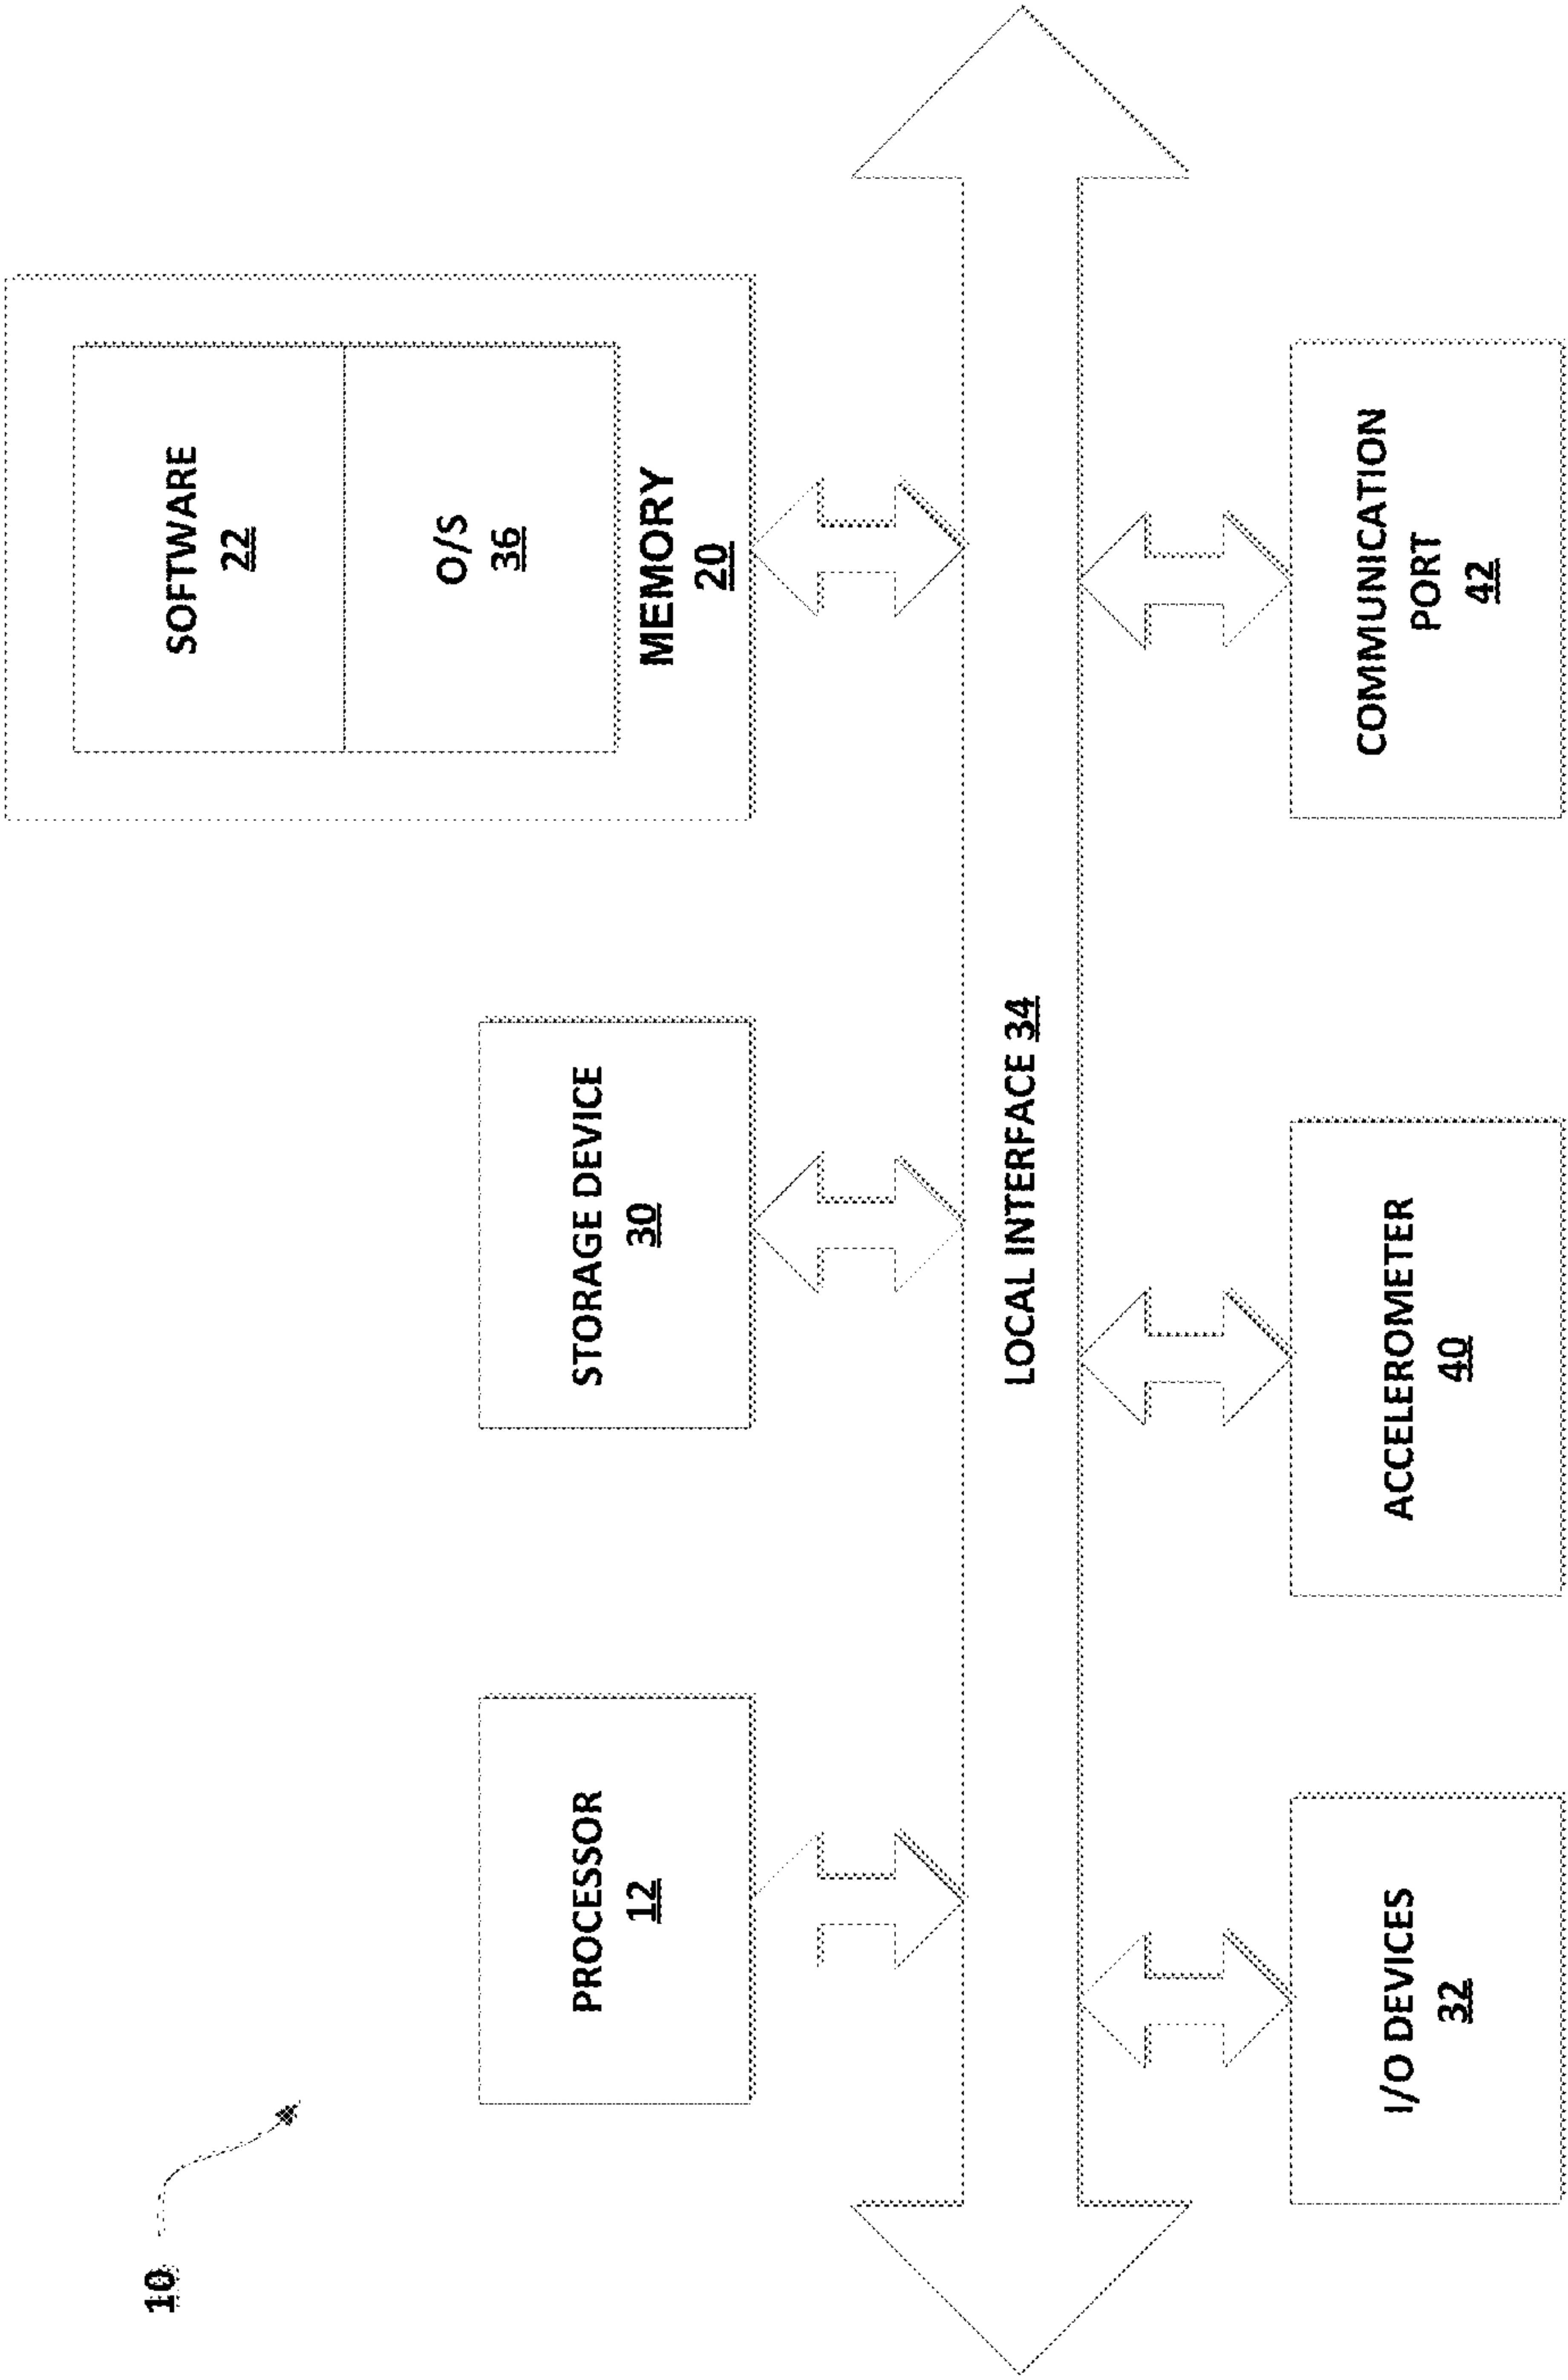 10
PROCESSOR
12
STORAGE DEVICE
30
SOFTWARE
22
O/S
36
MEMORY
20
LOCAL INTERFACE 34
I/O DEVICES
32
ACCELEROMETER
40
COMMUNICATION
PORT
42